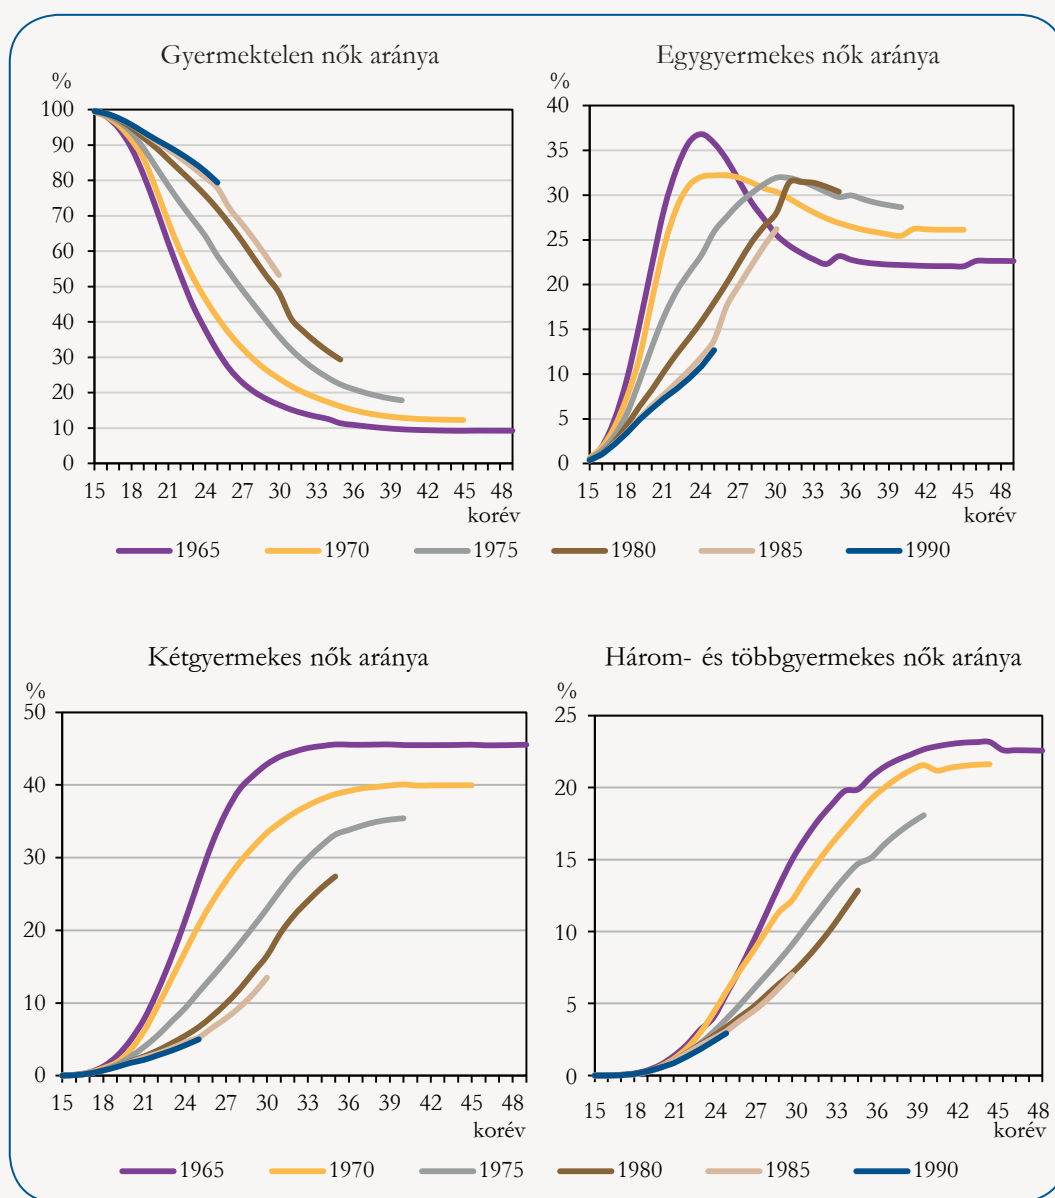 Gyermektelen nők aránya
%
100
90
80
70
60
50
40
30
20
10
0
15 18 21 24 27 30 33 36 39 42 45 48
korév
Egygyermekes nők aránya
%
40
35
30
25
20
15
10
5
0
15 18 21 24 27 30 33 36 39 42 45 48
korév
1965 1970 1975 1980 1985 1990
Kétgyermekes nők aránya
%
50
40
30
20
10
0
15 18 21 24 27 30 33 36 39 42 45 48
korév
Három- és többgyermekes nők aránya
%
25
20
15
10
5
0
15 18 21 24 27 30 33 36 39 42 45 48
korév
1965 1970 1975 1980 1985 1990